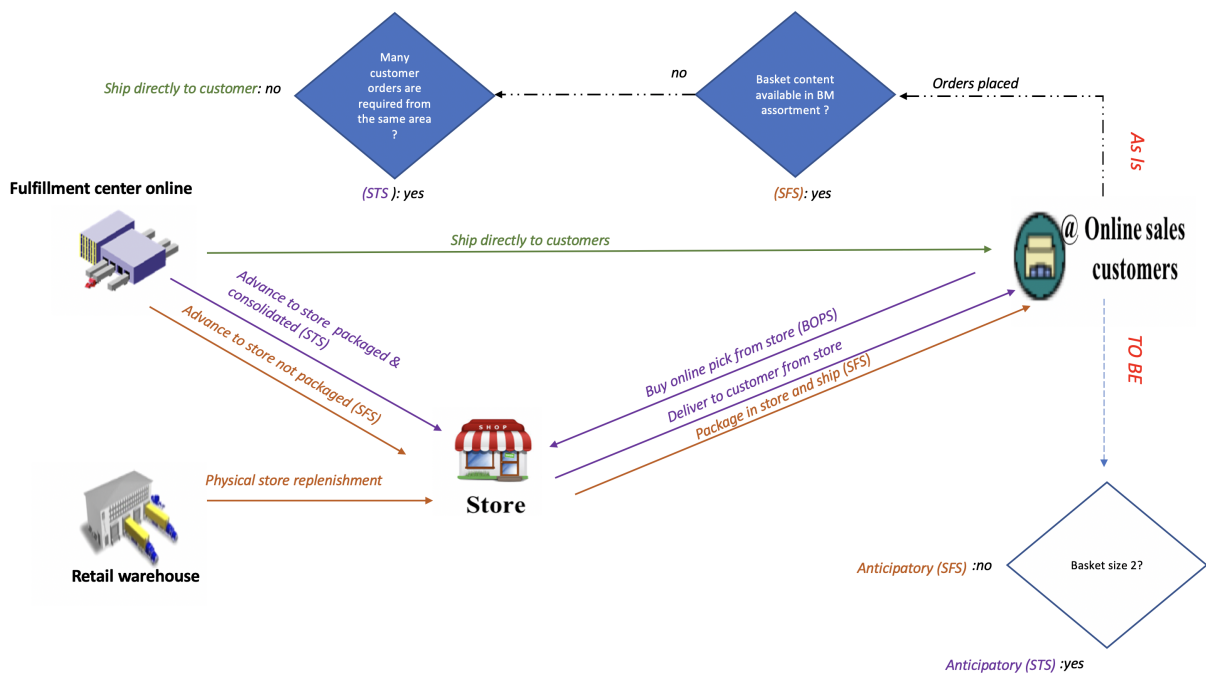 Many
customer
orders are
required from
the same area
?
Basket content
available in BM
assortment ?
Ship directly to customer: no
no
Orders placed
As Is
(STS ): yes
(SFS): yes
Fulfillment center online
Ship directly to customers
@ Online sales
customers
Advance to store packaged &
consolidated (STS)
Advance to store not packaged (SFS)
Buy online pick from store (BOPS)
Deliver to customer from store
Package in store and ship (SFS)
TO BE
SHOP
Store
Physical store replenishment
Retail warehouse
Anticipatory (SFS) :no
Basket size 2?
Anticipatory (STS) :yes